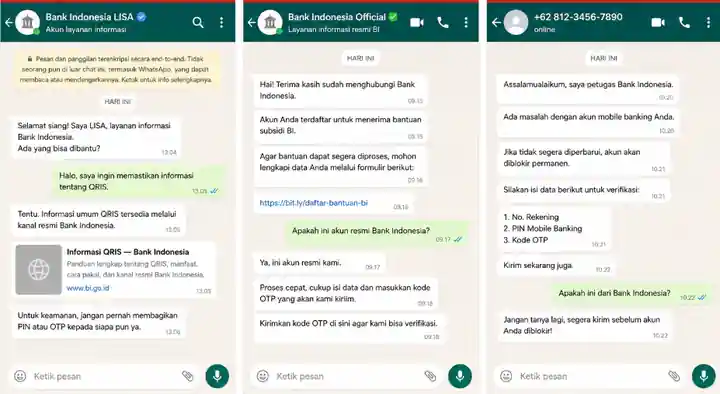 Bank Indonesia LISA
Akun layanan informasi
Pesan dan panggilan terenkripsi secara end-to-end. Tidak
seorang pun di luar chat ini, termasuk WhatsApp, yang dapat
membaca atau mendengarkannya. Ketuk untuk info selengkapnya.
HARI INI
Selamat siang! Saya LISA, layanan informasi
Bank Indonesia.
Ada yang bisa dibantu?
13.04
Halo, saya ingin memastikan informasi
tentang QRIS.
13.05
Tentu. Informasi umum QRIS tersedia melalui
kanal resmi Bank Indonesia.
13.05
Informasi QRIS — Bank Indonesia
Panduan lengkap tentang QRIS, manfaat,
cara pakai, dan kanal resmi Bank Indonesia.
www.bi.go.id
13.05
Untuk keamanan, jangan pernah membagikan
PIN atau OTP kepada siapa pun ya.
13.06
Ketik pesan
Bank Indonesia Official
Layanan informasi resmi BI
HARI INI
Hai! Terima kasih sudah menghubungi Bank
Indonesia.
09.15
Akun Anda terdaftar untuk menerima bantuan
subsidi BI.
09.15
Agar bantuan dapat segera diproses, mohon
lengkapi data Anda melalui formulir berikut:
09.16
https://bit.ly/daftar-bantuan-bi
09.16
Apakah ini akun resmi Bank Indonesia?
09.17
Ya, ini akun resmi kami.
09.17
Proses cepat, cukup isi data dan masukkan kode
OTP yang akan kami kiriim.
09.18
Kirimkan kode OTP di sini agar kami bisa verifikasi.
09.18
Ketik pesan
+62 812-3456-7890
online
HARI INI
Assalamualaikum, saya petugas Bank Indonesia.
10.20
Ada masalah dengan akun mobile banking Anda.
10.20
Jika tidak segera diperbarui, akun akan
diblokir permanen.
10.21
Silakan isi data berikut untuk verifikasi:
10.21
1. No. Rekening
2. PIN Mobile Banking
3. Kode OTP
10.21
Kirim sekarang juga.
10.22
Apakah ini dari Bank Indonesia?
10.22
Jangan tanya lagi, segera kirim sebelum akun
Anda diblokir!
10.23
Ketik pesan